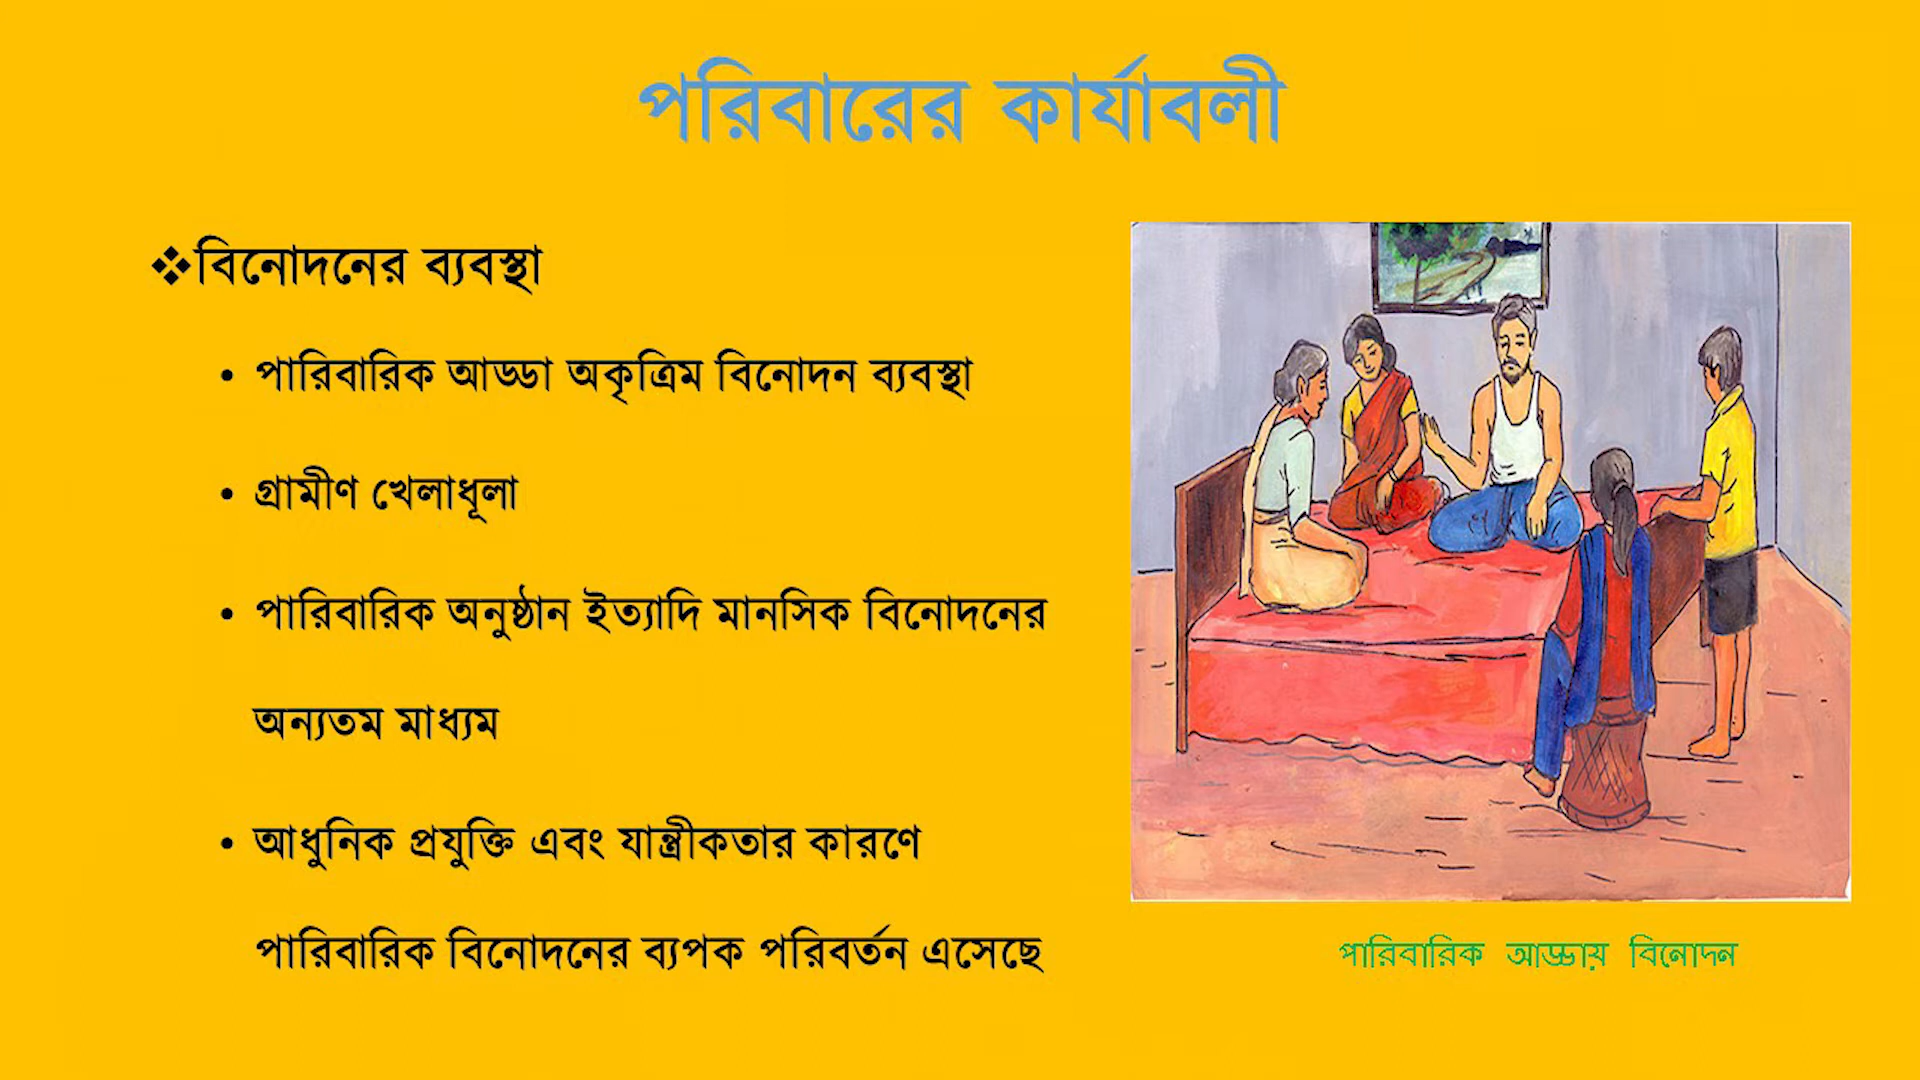 পরিবারের কার্যাবলী
❖বিনোদনের ব্যবস্থা
• পারিবারিক আড্ডা অকৃত্রিম বিনোদন ব্যবস্থা
• গ্রামীণ খেলাধূলা
• পারিবারিক অনুষ্ঠান ইত্যাদি মানসিক বিনোদনের
অন্যতম মাধ্যম
• আধুনিক প্রযুক্তি এবং যান্ত্রীকতার কারণে
পারিবারিক বিনোদনের ব্যপক পরিবর্তন এসেছে
পারিবারিক আড্ডায় বিনোদন